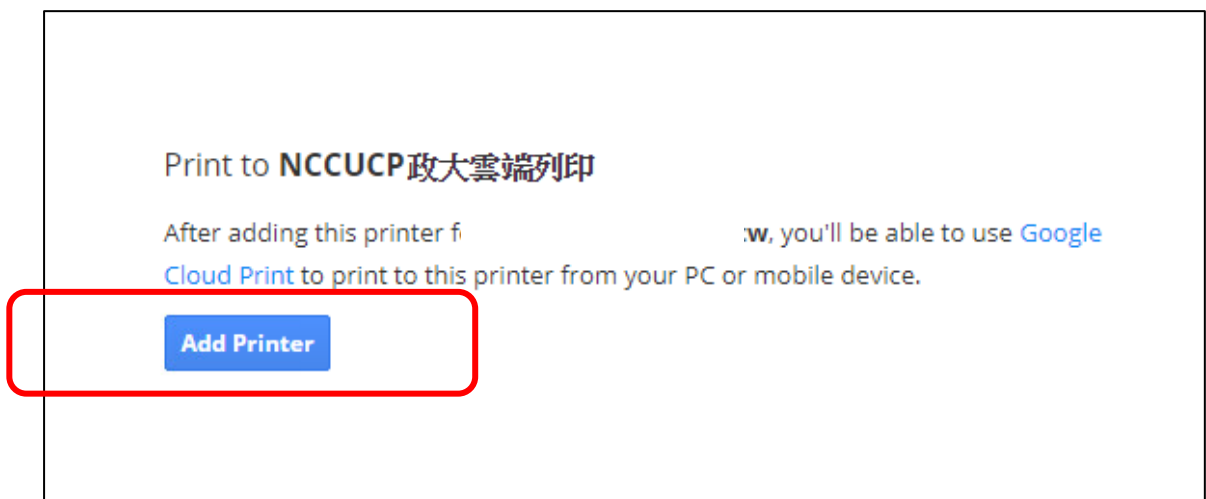 Print to NCCUCP政大雲端列印
After adding this printer w, you'll be able to use Google
Cloud Print to print to this printer from your PC or mobile device.
Add Printer